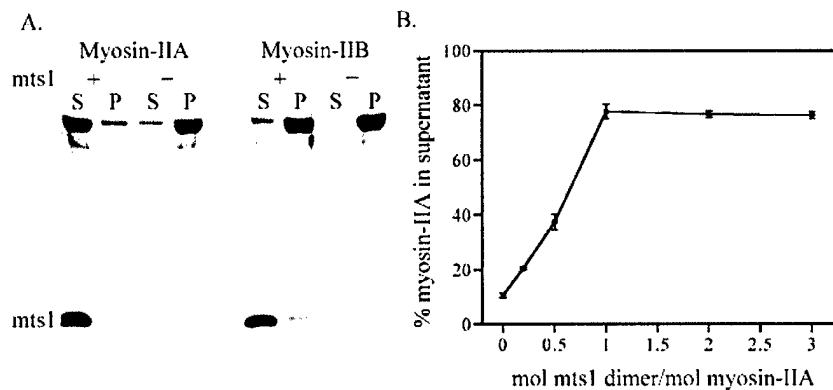 A.
Myosin-IIA Myosin-IIB
mts1 + − + −
S P S P S P S P
mts1
B.
% myosin-IIA in supernatant
100
80
60
40
20
0
0 0.5 1 1.5 2 2.5 3
mol mts1 dimer/mol myosin-IIA